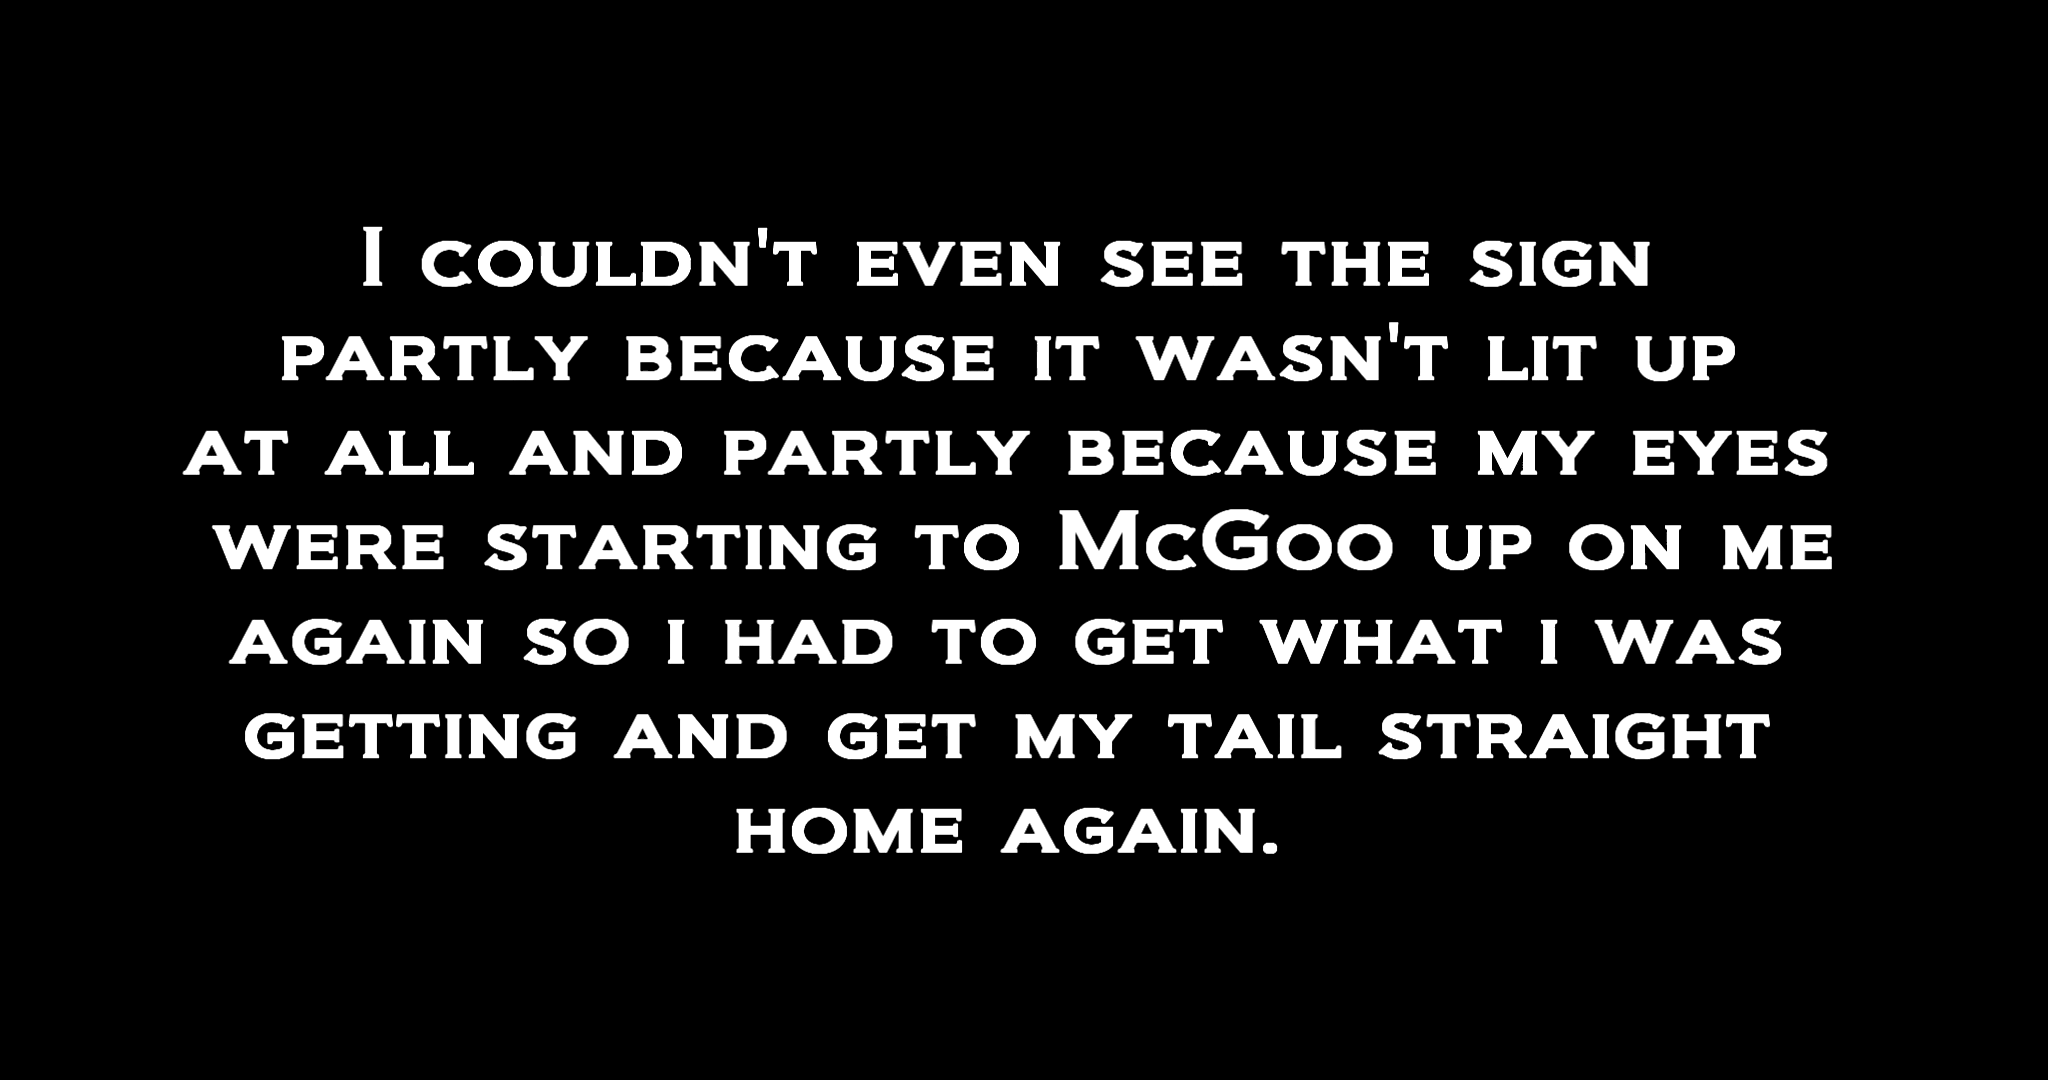 I couldn't even see the sign
partly because it wasn't lit up
at all and partly because my eyes
were starting to McGoo up on me
again so i had to get what i was
getting and get my tail straight
home again.